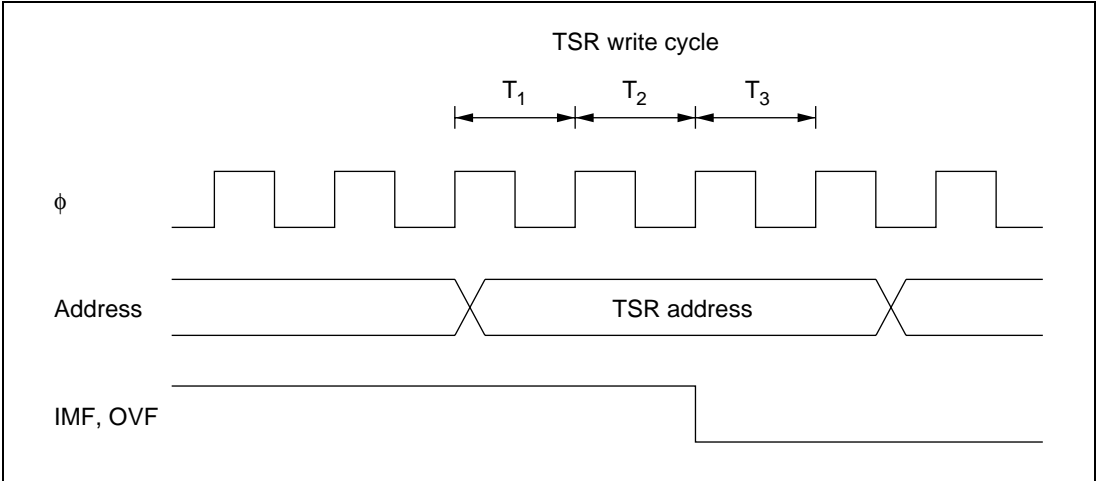 TSR write cycle
T1 T2 T3
ϕ
Address TSR address
IMF, OVF